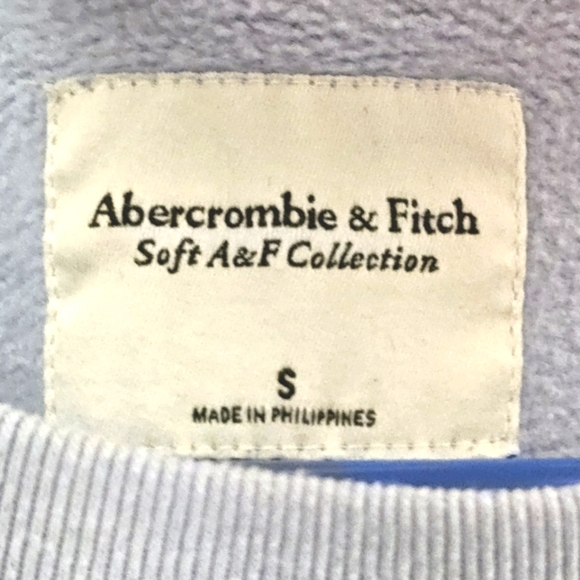 Abercrombie & Fitch
Soft A&F Collection
S
MADE IN PHILIPPINES